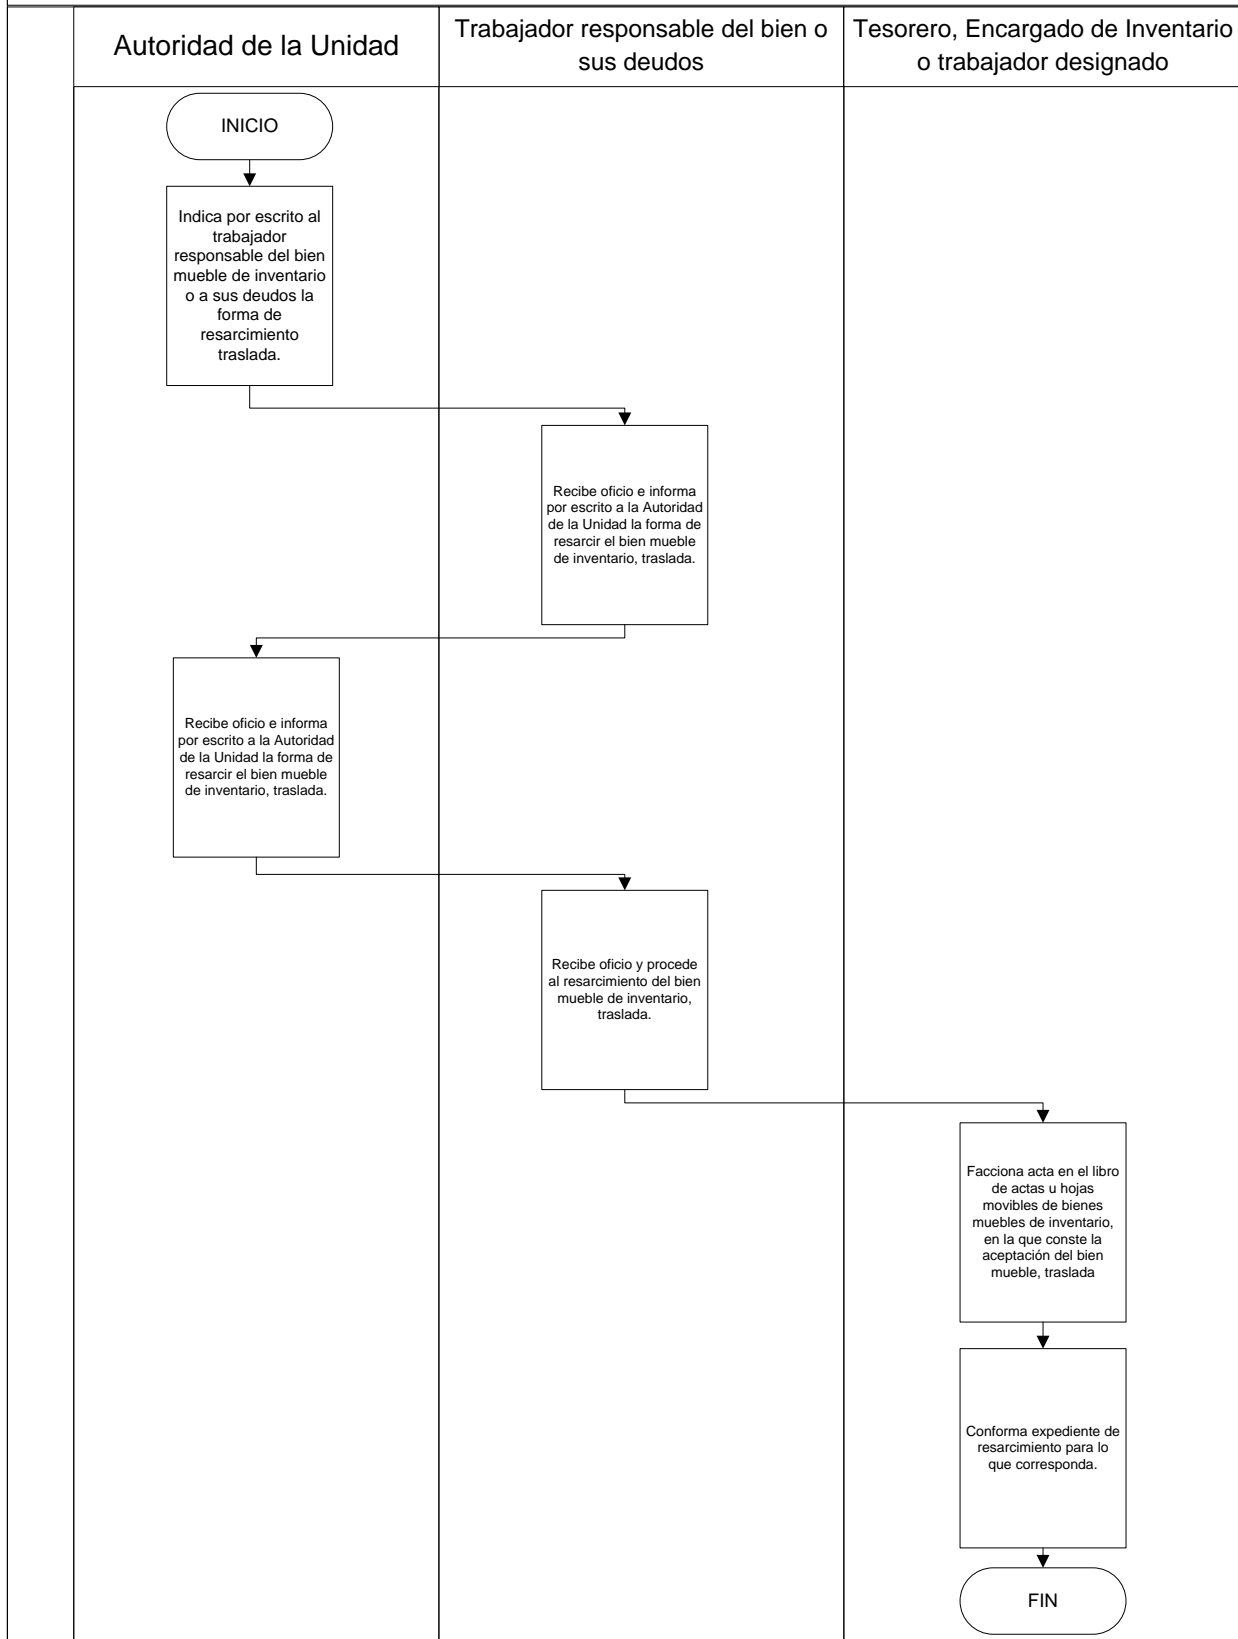 Autoridad de la Unidad
Trabajador responsable del bien o
sus deudos
Tesorero, Encargado de Inventario
o trabajador designado
INICIO
Indica por escrito al
trabajador
responsable del bien
mueble de inventario
o a sus deudos la
forma de
resarcimiento
traslada.
Recibe oficio e informa
por escrito a la Autoridad
de la Unidad la forma de
resarcir el bien mueble
de inventario, traslada.
Recibe oficio e informa
por escrito a la Autoridad
de la Unidad la forma de
resarcir el bien mueble
de inventario, traslada.
Recibe oficio y procede
al resarcimiento del bien
mueble de inventario,
traslada.
Facciona acta en el libro
de actas u hojas
movibles de bienes
muebles de inventario,
en la que conste la
aceptación del bien
mueble, traslada
Conforma expediente de
resarcimiento para lo
que corresponda.
FIN